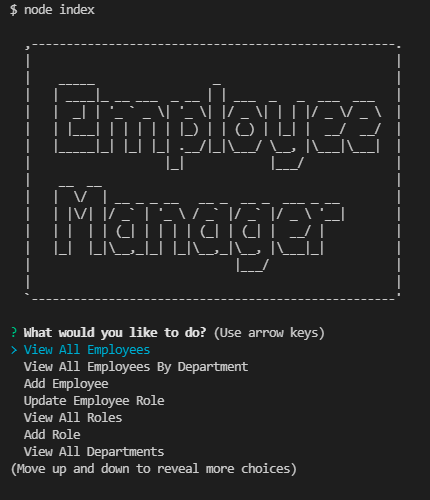 $ node index
Employee
Manager
? What would you like to do? (Use arrow keys)
> View All Employees
View All Employees By Department
Add Employee
Update Employee Role
View All Roles
Add Role
View All Departments
(Move up and down to reveal more choices)